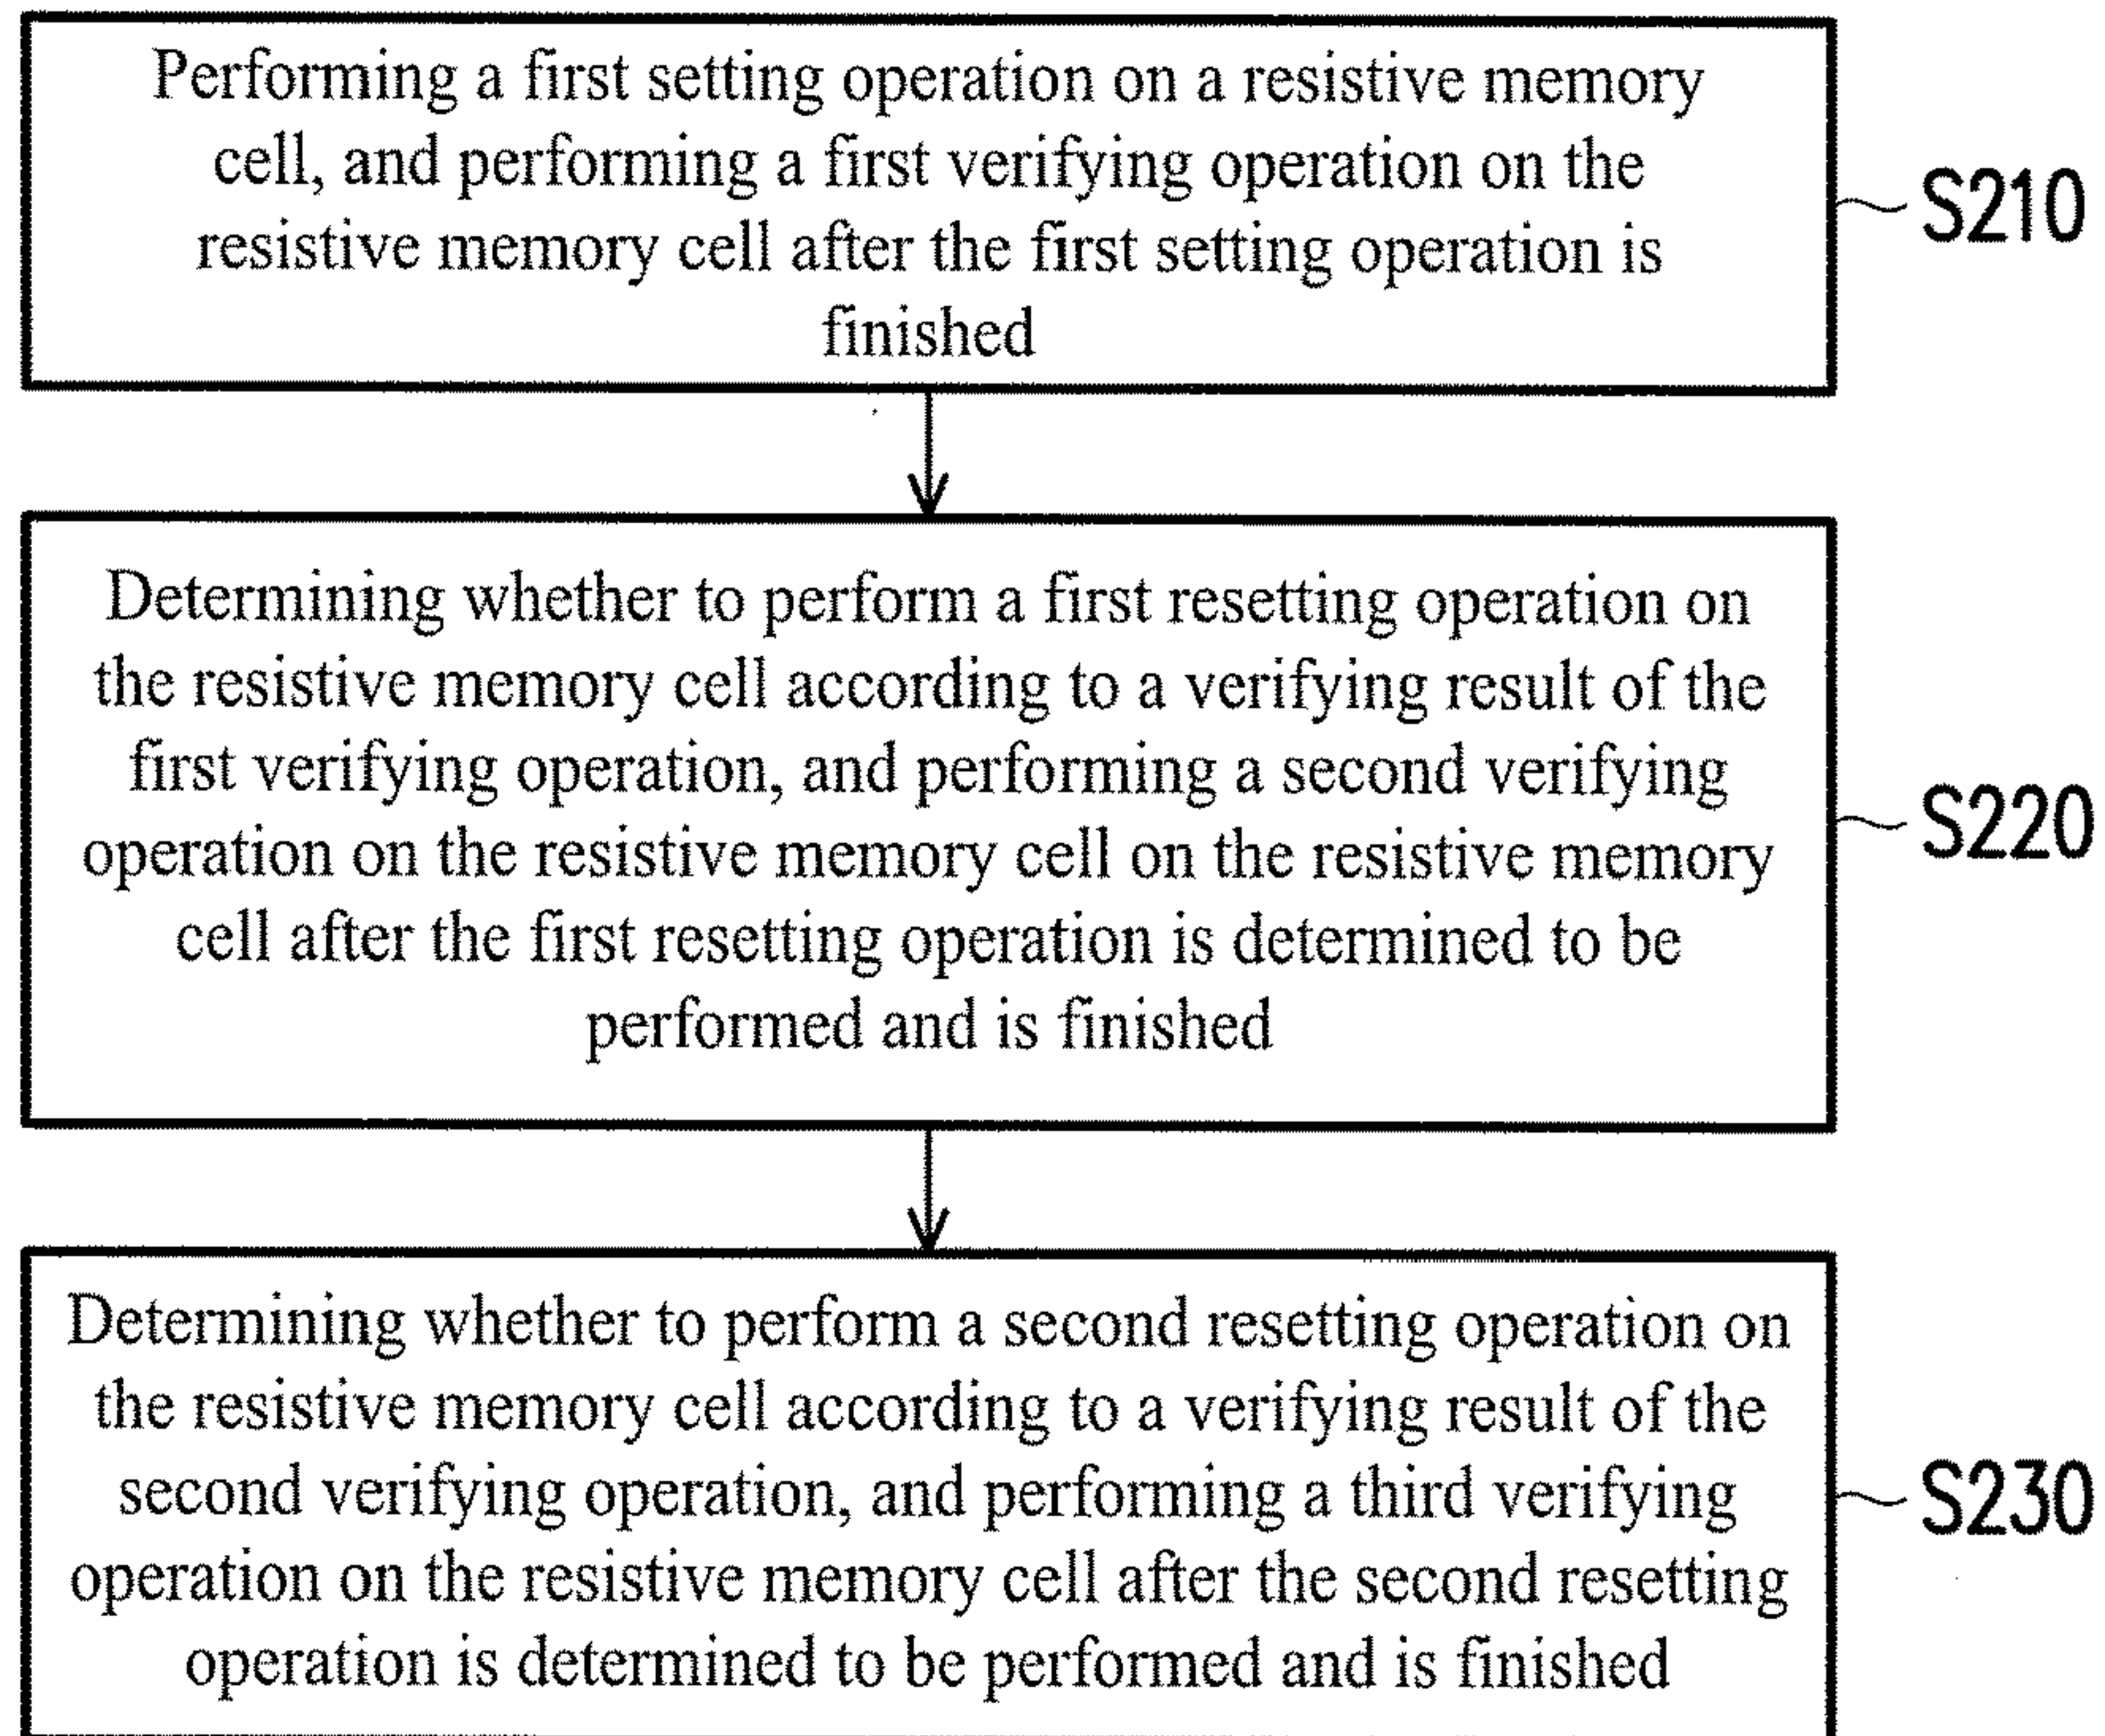 Performing a first setting operation on a resistive memory
cell, and performing a first verifying operation on the
resistive memory cell after the first setting operation is
finished
S210
Determining whether to perform a first resetting operation on
the resistive memory cell according to a verifying result of the
first verifying operation, and performing a second verifying
operation on the resistive memory cell on the resistive memory
cell after the first resetting operation is determined to be
performed and is finished
S220
Determining whether to perform a second resetting operation on
the resistive memory cell according to a verifying result of the
second verifying operation, and performing a third verifying
operation on the resistive memory cell after the second resetting
operation is determined to be performed and is finished
S230